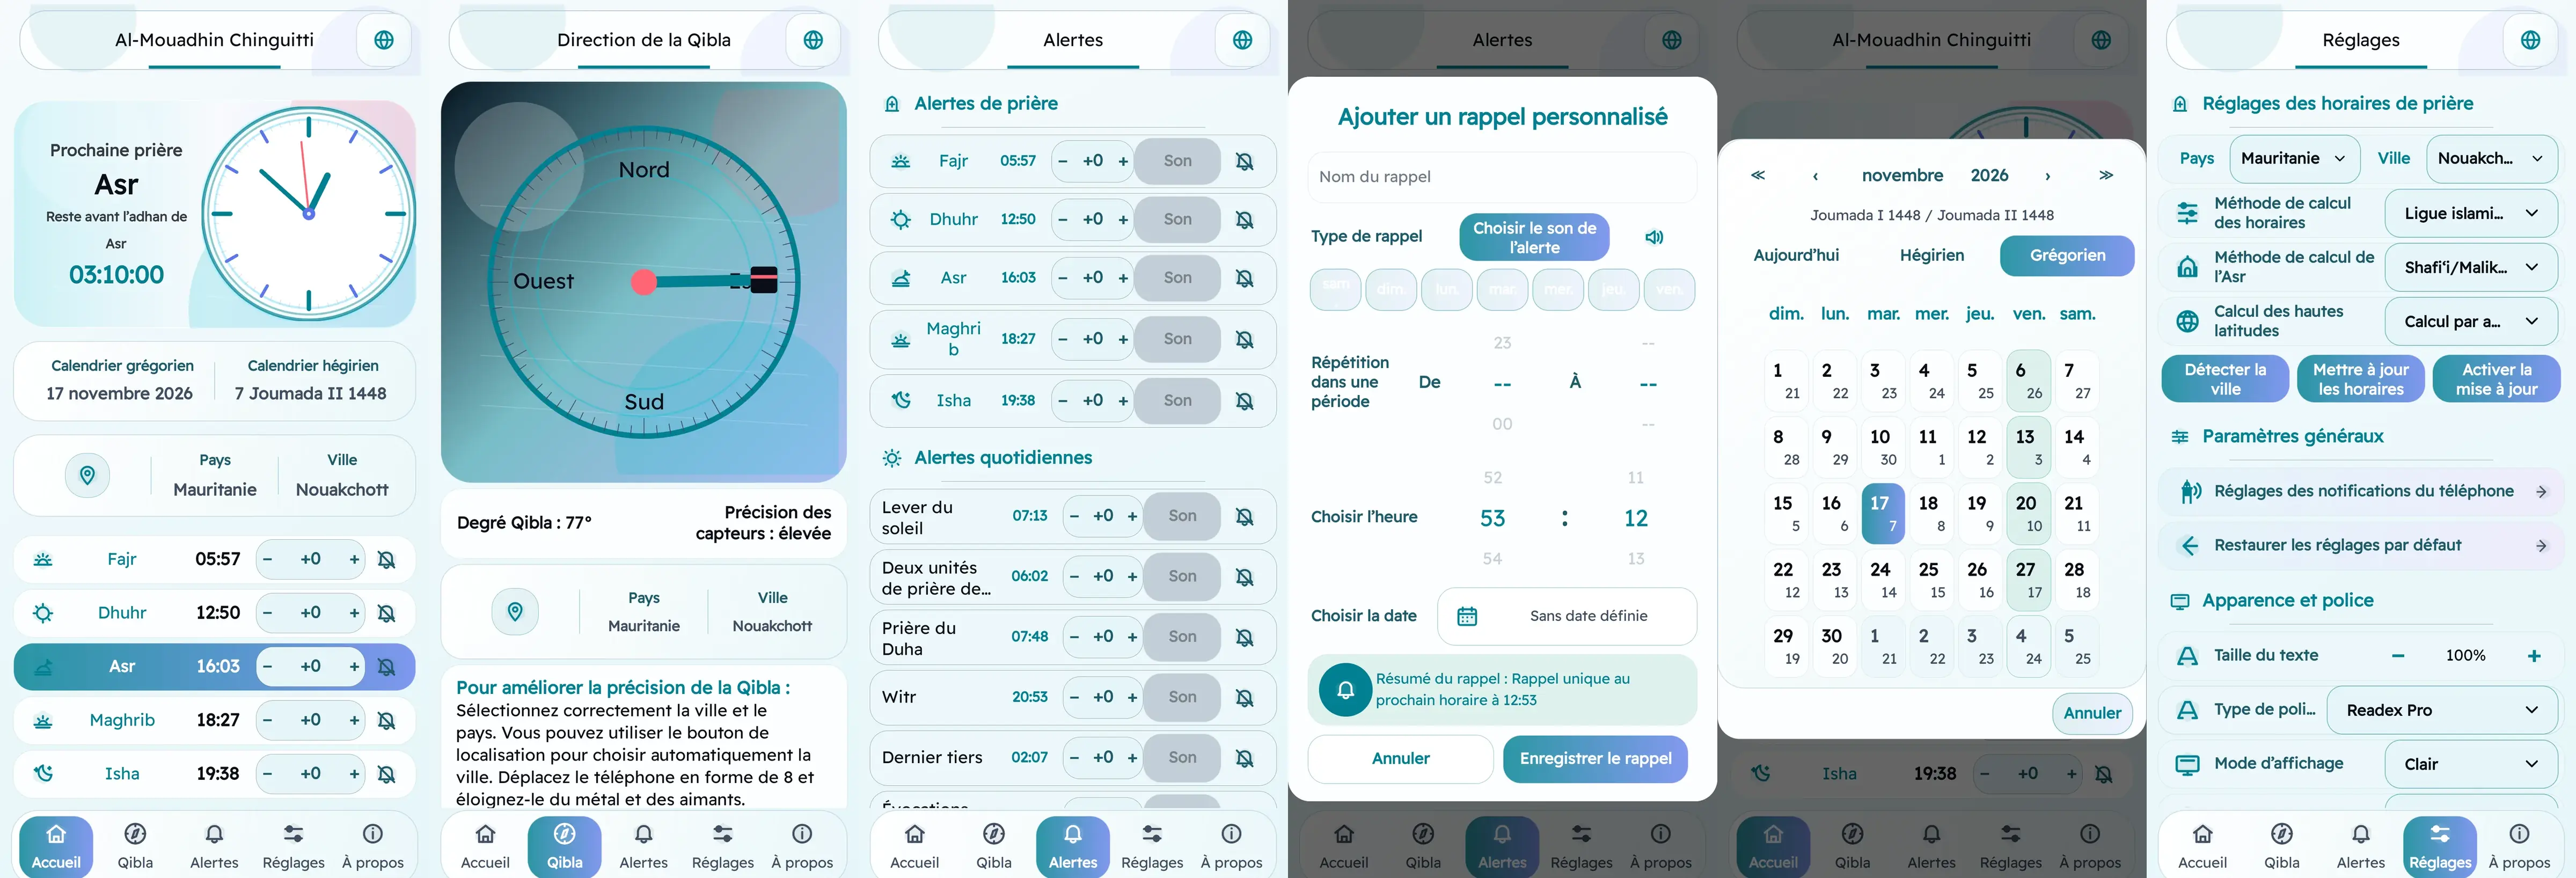 Al-Mouadhin Chinguitti
Prochaine prière
Asr
Reste avant l'adhan de
Asr
03:10:00
Calendrier grégorien
17 novembre 2026
Calendrier hégirien
7 Joumada II 1448
Pays
Mauritanie
Ville
Nouakchott
Fajr 05:57 − +0 +
Dhuhr 12:50 − +0 +
Asr 16:03 − +0 +
Maghrib 18:27 − +0 +
Isha 19:38 − +0 +
Accueil Qibla Alertes Réglages À propos
Direction de la Qibla
Nord
Ouest
Sud
Degré Qibla : 77°
Précision des
capteurs : élevée
Pays
Mauritanie
Ville
Nouakchott
Pour améliorer la précision de la Qibla :
Sélectionnez correctement la ville et le
pays. Vous pouvez utiliser le bouton de
localisation pour choisir automatiquement la
ville. Déplacez le téléphone en forme de 8 et
éloignez-le du métal et des aimants.
Accueil Qibla Alertes Réglages À propos
Alertes
Alertes de prière
Fajr 05:57 − +0 + Son
Dhuhr 12:50 − +0 + Son
Asr 16:03 − +0 + Son
Maghri
b 18:27 − +0 + Son
Isha 19:38 − +0 + Son
Alertes quotidiennes
Lever du
soleil 07:13 − +0 + Son
Deux unités
de prière de... 06:02 − +0 + Son
Prière du
Duha 07:48 − +0 + Son
Witr 20:53 − +0 + Son
Dernier tiers 02:07 − +0 + Son
Accueil Qibla Alertes Réglages À propos
Alertes
Ajouter un rappel personnalisé
Nom du rappel
Type de rappel
Choisir le son de
l'alerte
sam. dim. lun. mar. mer. jeu. ven.
Répétition
dans une
période
De
23
--
00
À
--
--
--
Choisir l'heure
52 11
53 : 12
54 13
Choisir la date
Sans date définie
Résumé du rappel : Rappel unique au
prochain horaire à 12:53
Annuler
Enregistrer le rappel
Accueil Qibla Alertes Réglages À propos
Al-Mouadhin Chinguitti
≪ ‹ novembre 2026 › ≫
Joumada I 1448 / Joumada II 1448
Aujourd'hui Hégirien Grégorien
dim. lun. mar. mer. jeu. ven. sam.
1 2 3 4 5 6 7
21 22 23 24 25 26 27
8 9 10 11 12 13 14
28 29 30 1 2 3 4
15 16 17 18 19 20 21
5 6 7 8 9 10 11
22 23 24 25 26 27 28
12 13 14 15 16 17 18
29 30 1 2 3 4 5
19 20 21 22 23 24 25
Annuler
Isha 19:38 − +0 +
Accueil Qibla Alertes Réglages À propos
Réglages
Réglages des horaires de prière
Pays Mauritanie Ville Nouakch...
Méthode de calcul
des horaires
Ligue islami...
Méthode de calcul de
l'Asr
Shafiʿi/Malik...
Calcul des hautes
latitudes
Calcul par a...
Détecter la
ville
Mettre à jour
les horaires
Activer la
mise à jour
Paramètres généraux
Réglages des notifications du téléphone
Restaurer les réglages par défaut
Apparence et police
Taille du texte − 100% +
Type de poli... Readex Pro
Mode d'affichage Clair
Accueil Qibla Alertes Réglages À propos